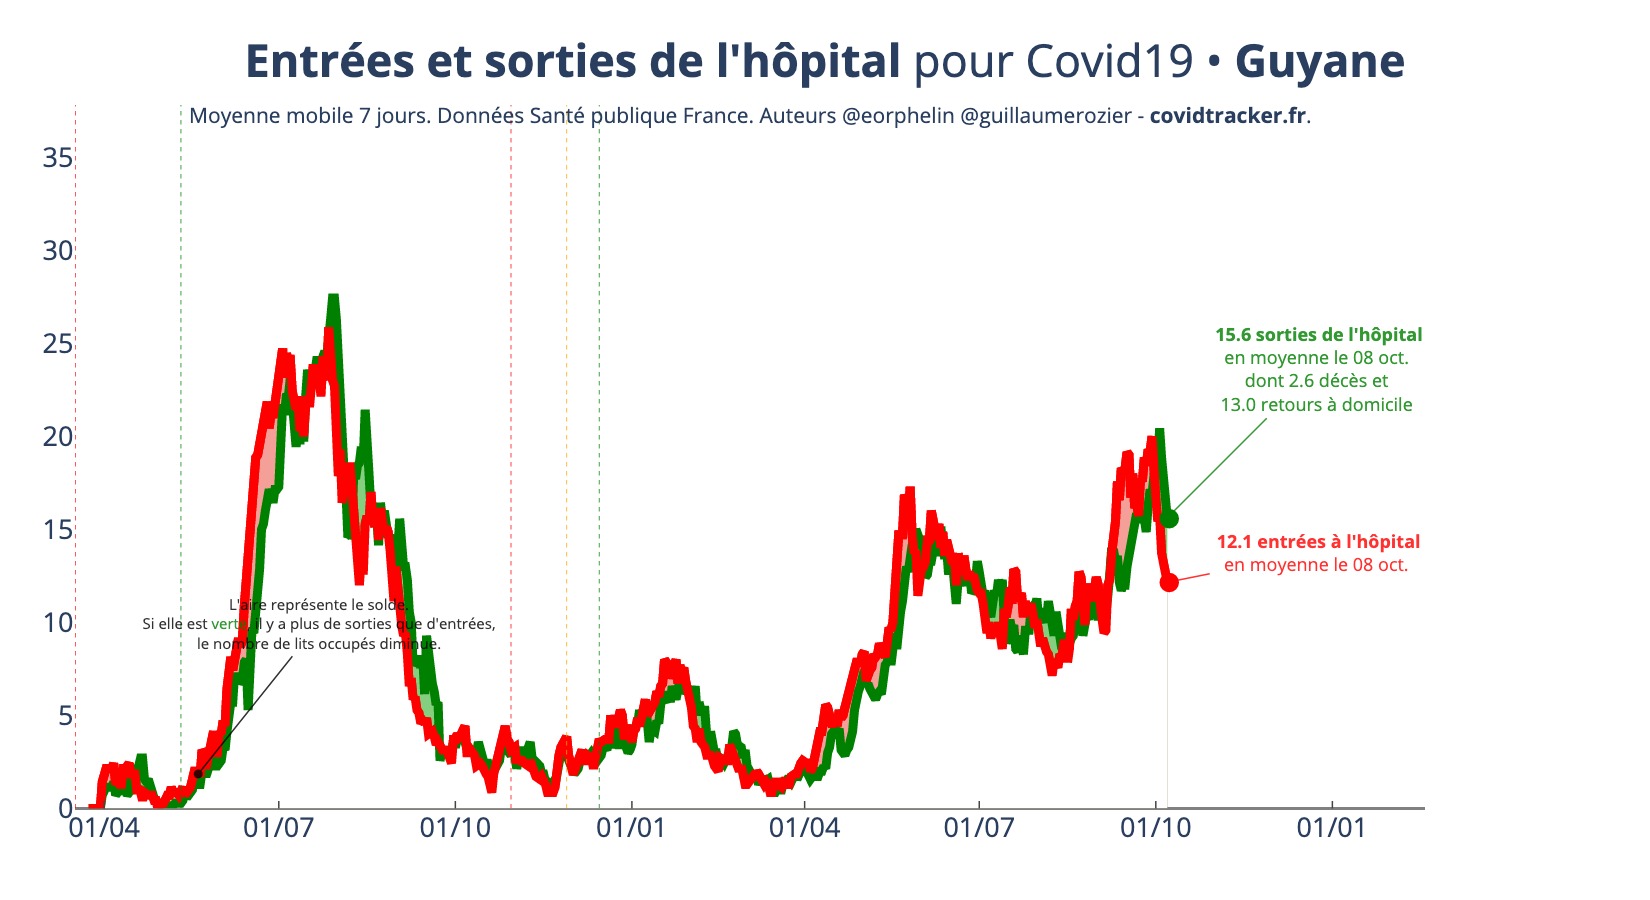 Entrées et sorties de l'hôpital pour Covid19 • Guyane
Moyenne mobile 7 jours. Données Santé publique France. Auteurs @eorphelin @guillaumerozier - covidtracker.fr.
35
30
25
20
15
10
5
0
15.6 sorties de l'hôpital
en moyenne le 08 oct.
dont 2.6 décès et
13.0 retours à domicile
12.1 entrées à l'hôpital
en moyenne le 08 oct.
L'aire représente le solde.
Si elle est verte, il y a plus de sorties que d'entrées,
le nombre de lits occupés diminue.
01/04 01/07 01/10 01/01 01/04 01/07 01/10 01/01